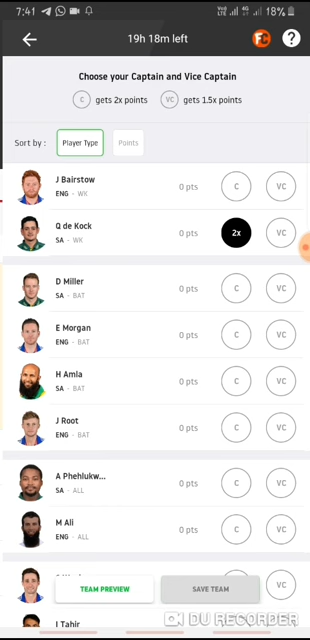 7:41
Vo)) LTE
4G
18%
19h 18m left
FC
?
Choose your Captain and Vice Captain
C gets 2x points VC gets 1.5x points
Sort by : Player Type Points
J Bairstow
ENG - WK
0 pts C VC
Q de Kock
SA - WK
0 pts 2x VC
D Miller
SA - BAT
0 pts C VC
E Morgan
ENG - BAT
0 pts C VC
H Amla
SA - BAT
0 pts C VC
J Root
ENG - BAT
0 pts C VC
A Phehlukw...
SA - ALL
0 pts C VC
M Ali
ENG - ALL
0 pts C VC
VC
TEAM PREVIEW SAVE TEAM
I Tahir
DU RECORDER